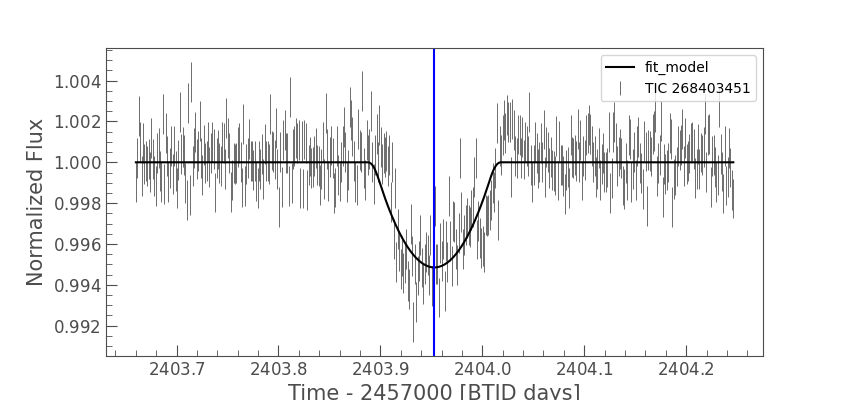 fit_model
TIC 268403451
1.004
1.002
1.000
0.998
0.996
0.994
0.992
Normalized Flux
2403.7 2403.8 2403.9 2404.0 2404.1 2404.2
Time - 2457000 [BTJD days]